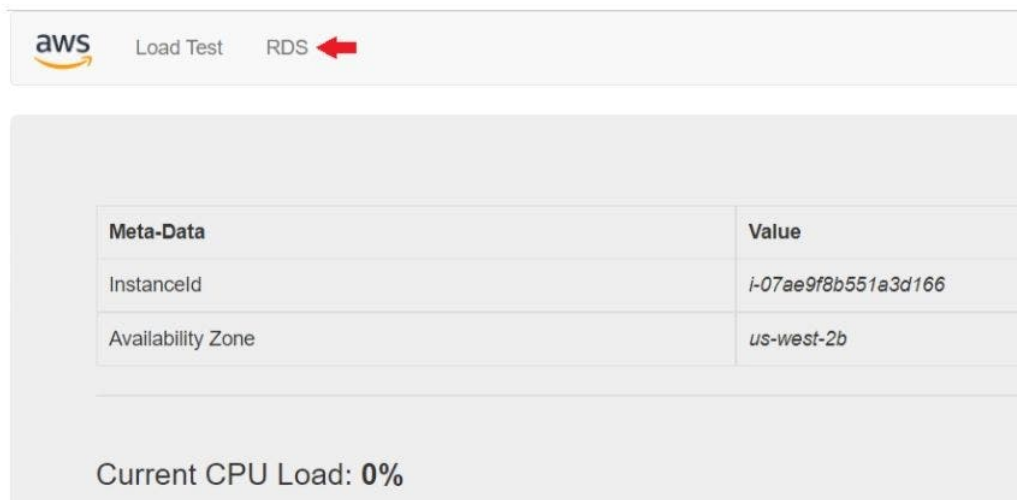 aws Load Test RDS
Meta-Data Value
InstanceId i-07ae9f8b551a3d166
Availability Zone us-west-2b
Current CPU Load: 0%